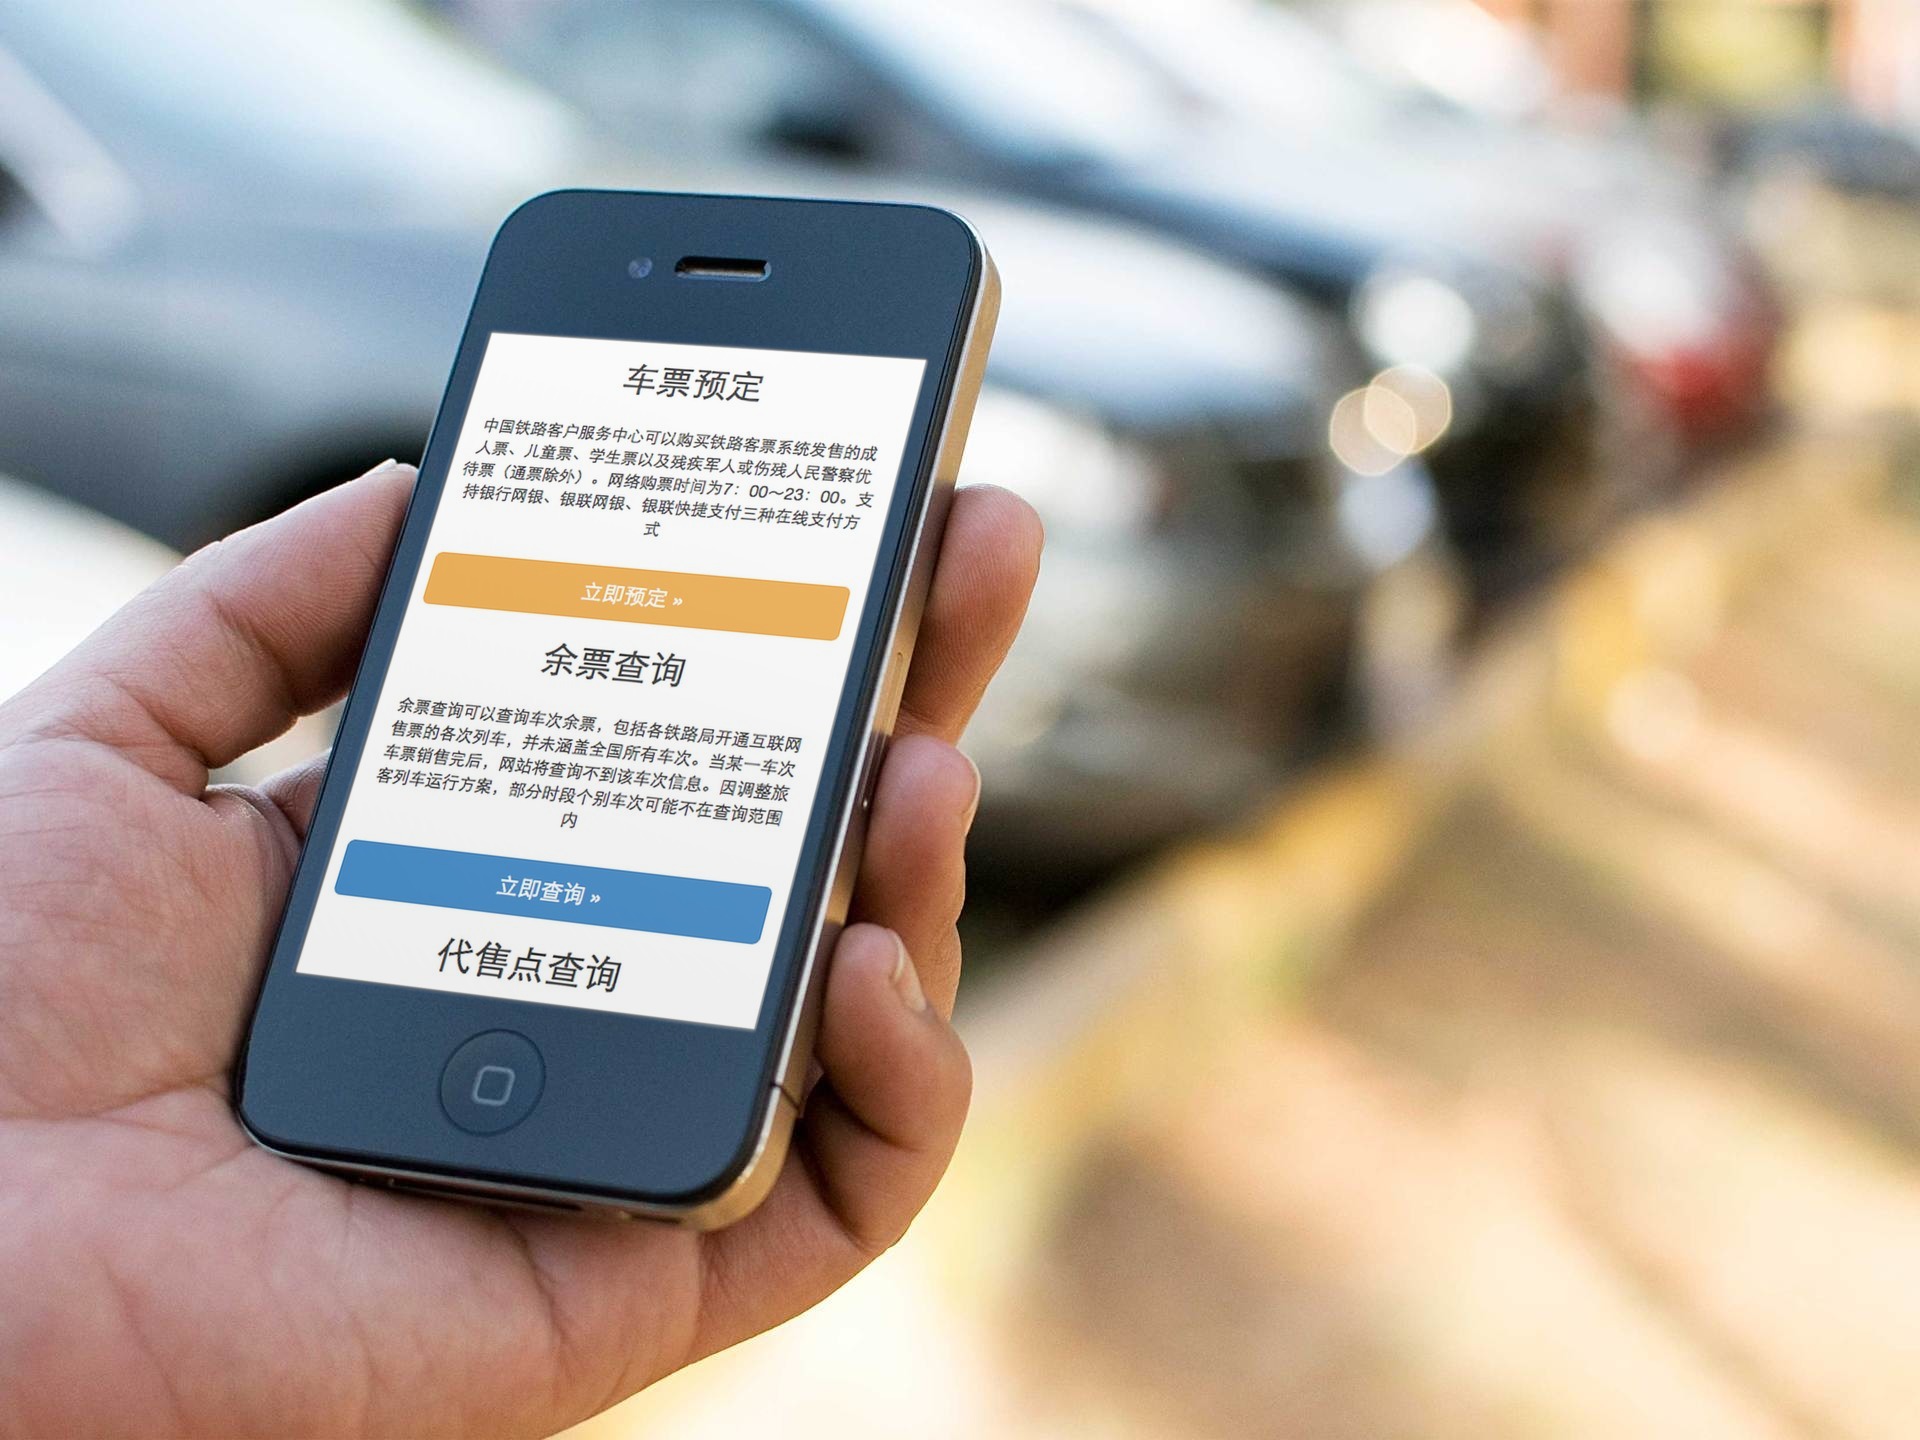 车票预定
中国铁路客户服务中心可以购买铁路客票系统发售的成
人票、儿童票、学生票以及残疾军人或伤残人民警察优
待票（通票除外）。网络购票时间为7：00～23：00。支
持银行网银、银联网银、银联快捷支付三种在线支付方
式
立即预定 »
余票查询
余票查询可以查询车次余票，包括各铁路局开通互联网
售票的各次列车，并未涵盖全国所有车次。当某一车次
车票销售完后，网站将查询不到该车次信息。因调整旅
客列车运行方案，部分时段个别车次可能不在查询范围
内
立即查询 »
代售点查询